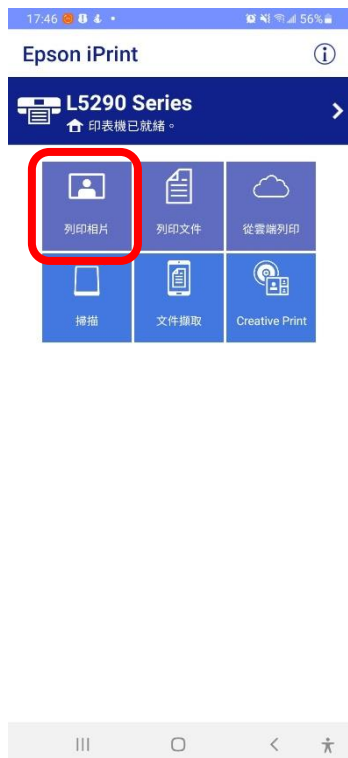 17:46
56%
Epson iPrint
L5290 Series
印表機已就緒。
列印相片
列印文件
從雲端列印
掃描
文件擷取
Creative Print